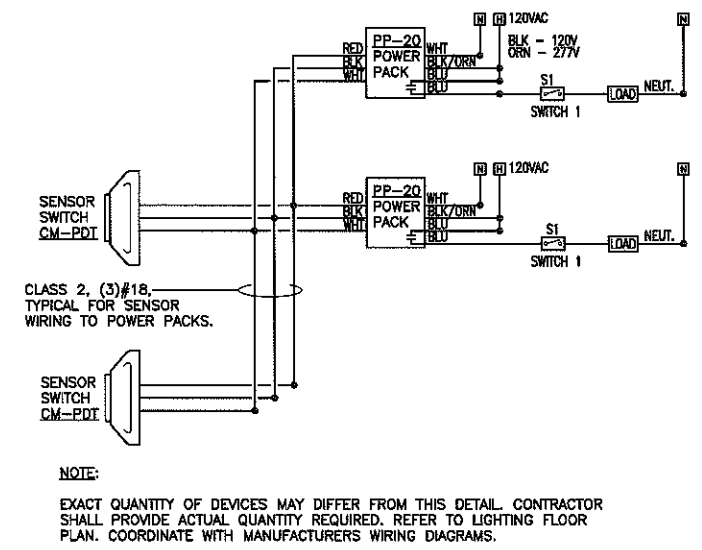 N H 120VAC N
BLK - 120V
ORN - 277V
RED PP-20 WHT
BLK POWER BLK/ORN
WHT PACK BLU
BLU
S1
LOAD NEUT.
SWITCH 1
N H 120VAC N
SENSOR
SWITCH
CM-PDT
RED PP-20 WHT
BLK POWER BLK/ORN
WHT PACK BLU
BLU
S1
LOAD NEUT.
SWITCH 1
CLASS 2, (3)#18,
TYPICAL FOR SENSOR
WIRING TO POWER PACKS.
SENSOR
SWITCH
CM-PDT
NOTE:
EXACT QUANTITY OF DEVICES MAY DIFFER FROM THIS DETAIL. CONTRACTOR
SHALL PROVIDE ACTUAL QUANTITY REQUIRED. REFER TO LIGHTING FLOOR
PLAN. COORDINATE WITH MANUFACTURERS WIRING DIAGRAMS.